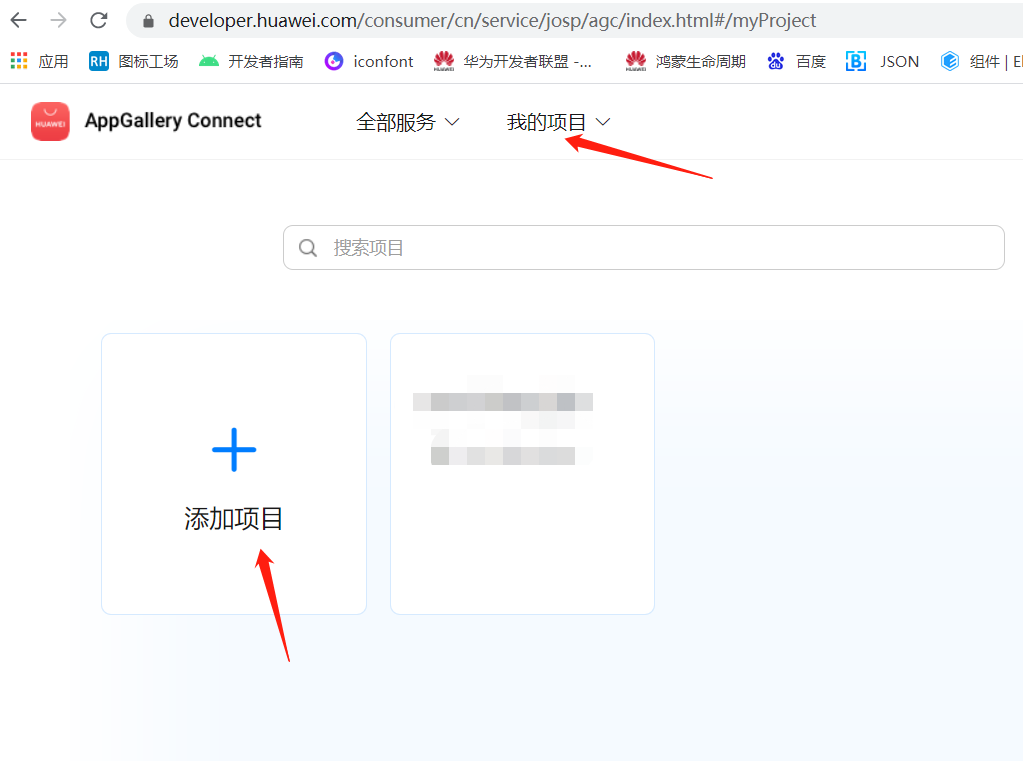 developer.huawei.com/consumer/cn/service/josp/agc/index.html#/myProject
应用 RH 图标工场 开发者指南 iconfont HUAWEI 华为开发者联盟 -... HUAWEI 鸿蒙生命周期 百度 B JSON 组件 | El
HUAWEI AppGallery Connect 全部服务 我的项目
搜索项目
添加项目